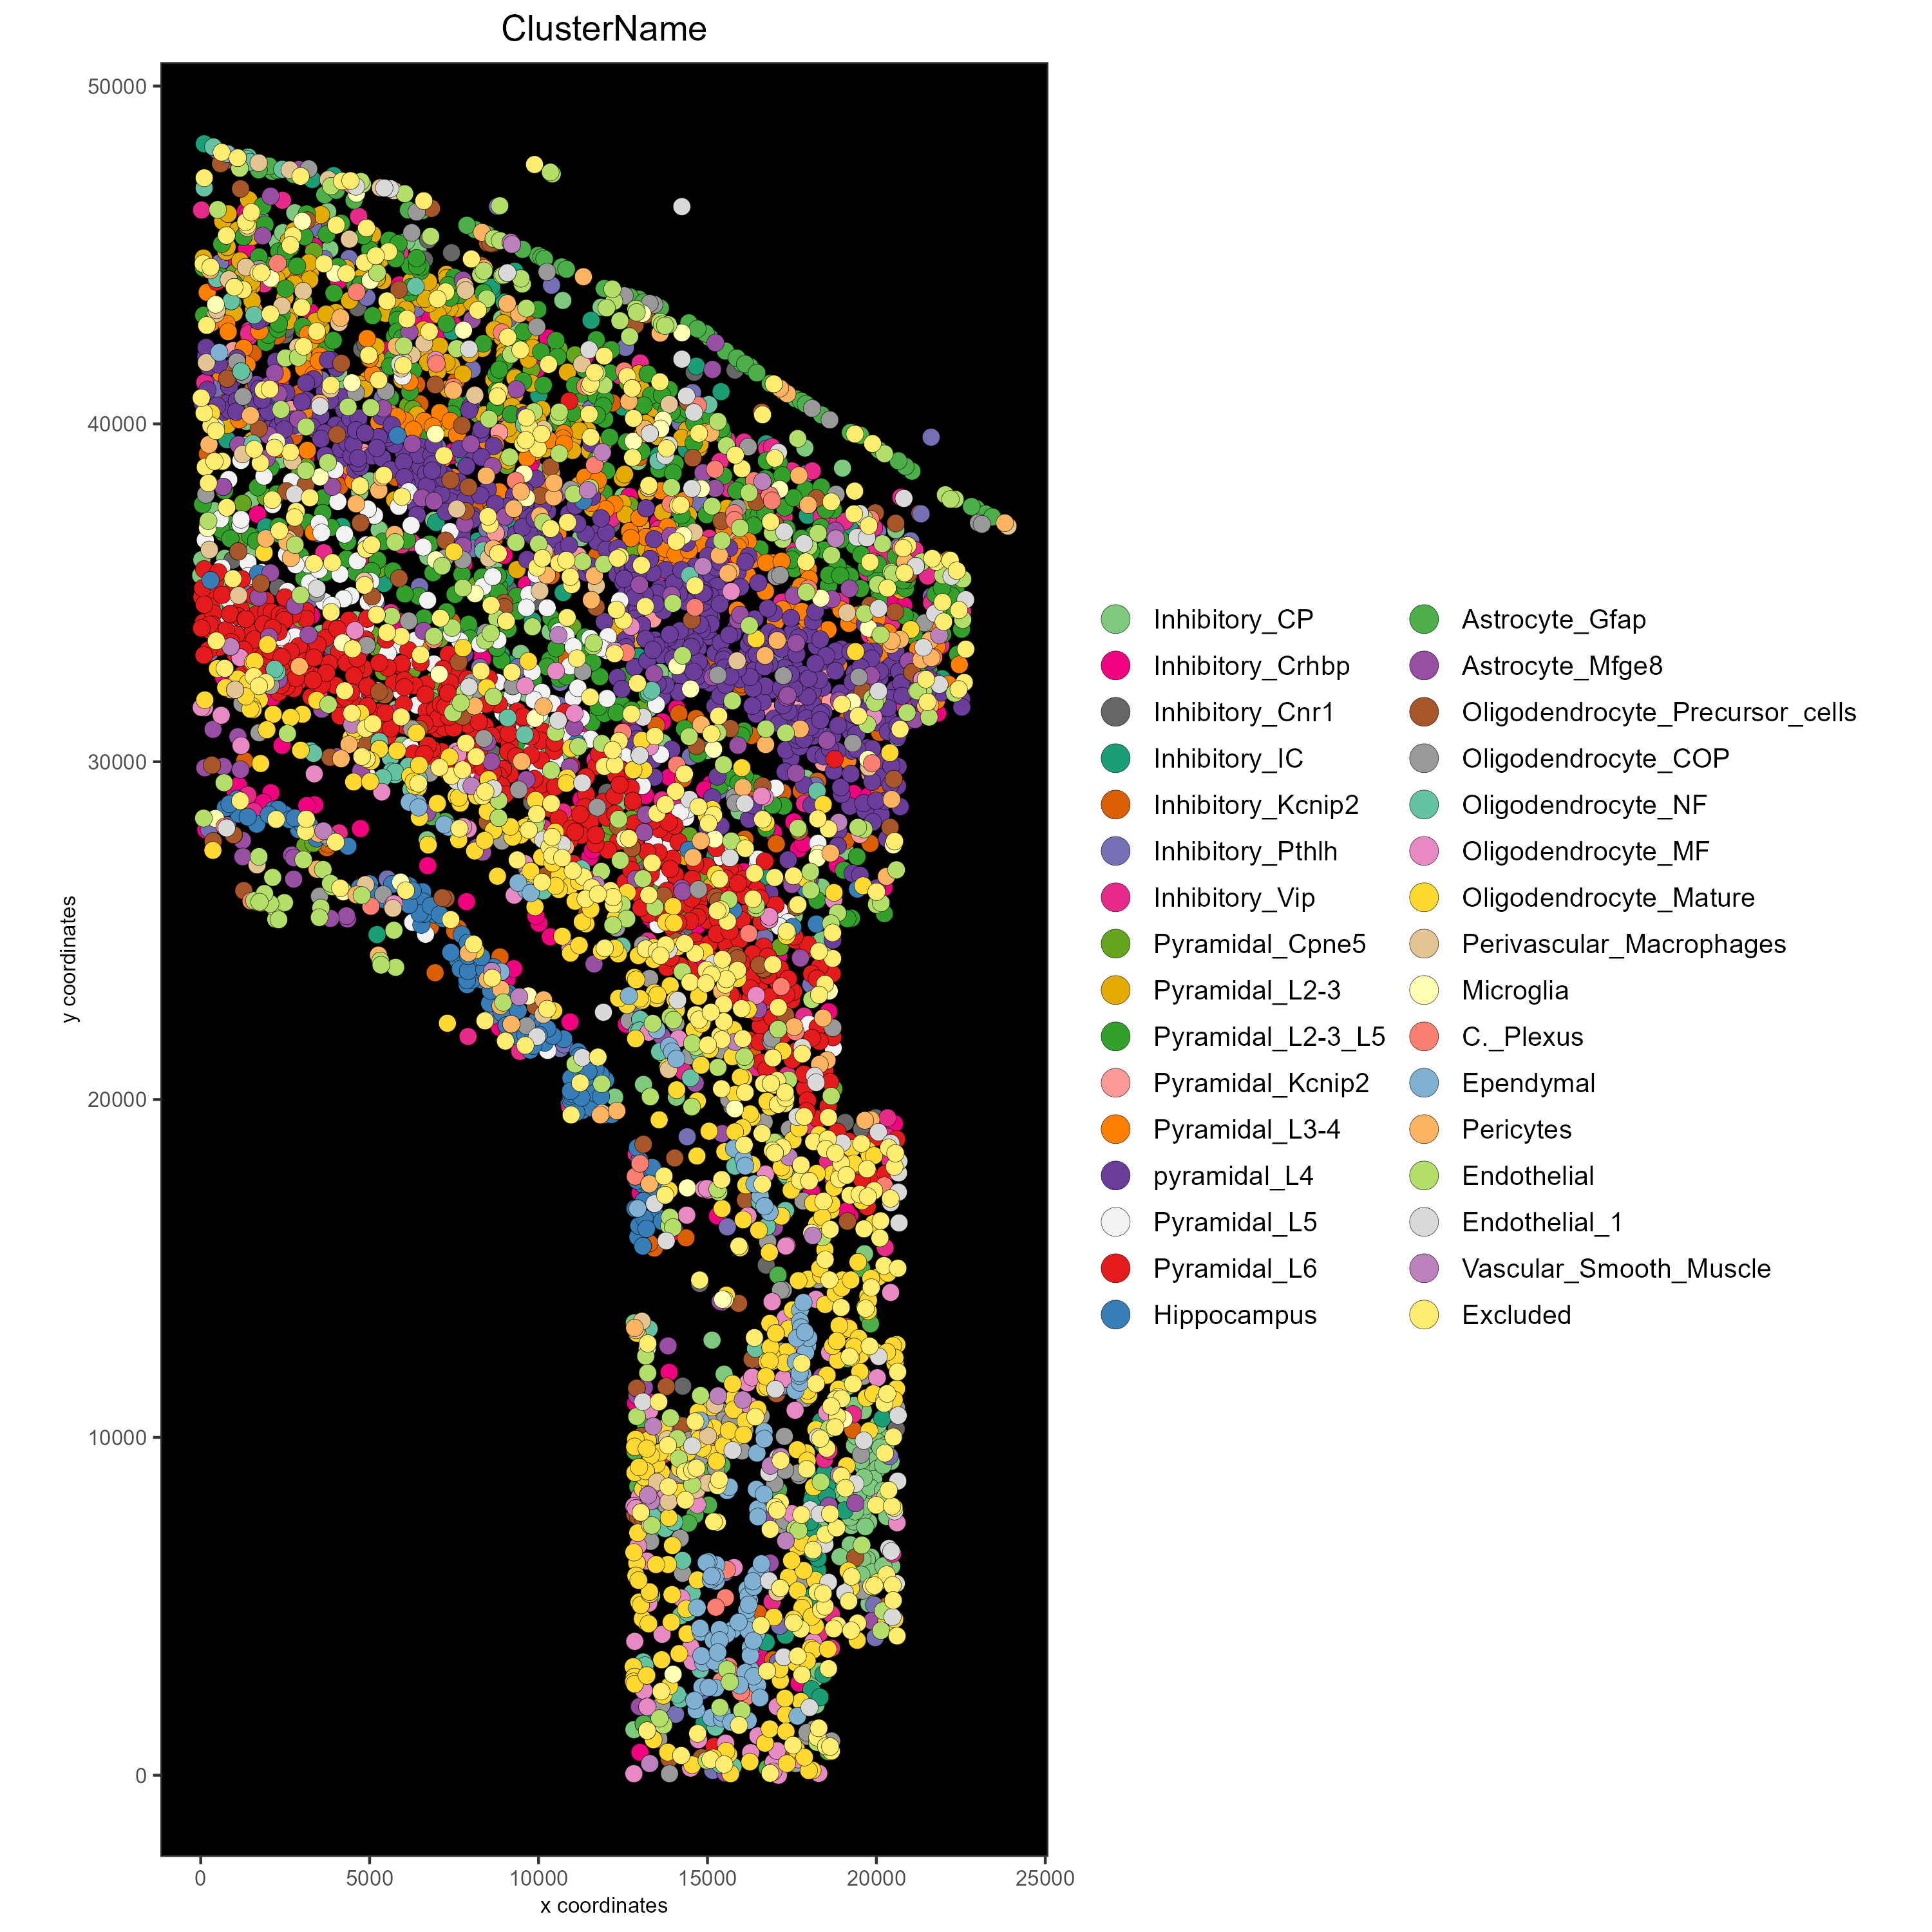 ClusterName
50000
40000
30000
20000
10000
0
y coordinates
0
5000
10000
15000
20000
25000
x coordinates
Inhibitory_CP
Inhibitory_Crhbp
Inhibitory_Cnr1
Inhibitory_IC
Inhibitory_Kcnip2
Inhibitory_Pthlh
Inhibitory_Vip
Pyramidal_Cpne5
Pyramidal_L2-3
Pyramidal_L2-3_L5
Pyramidal_Kcnip2
Pyramidal_L3-4
pyramidal_L4
Pyramidal_L5
Pyramidal_L6
Hippocampus
Astrocyte_Gfap
Astrocyte_Mfge8
Oligodendrocyte_Precursor_cells
Oligodendrocyte_COP
Oligodendrocyte_NF
Oligodendrocyte_MF
Oligodendrocyte_Mature
Perivascular_Macrophages
Microglia
C._Plexus
Ependymal
Pericytes
Endothelial
Endothelial_1
Vascular_Smooth_Muscle
Excluded